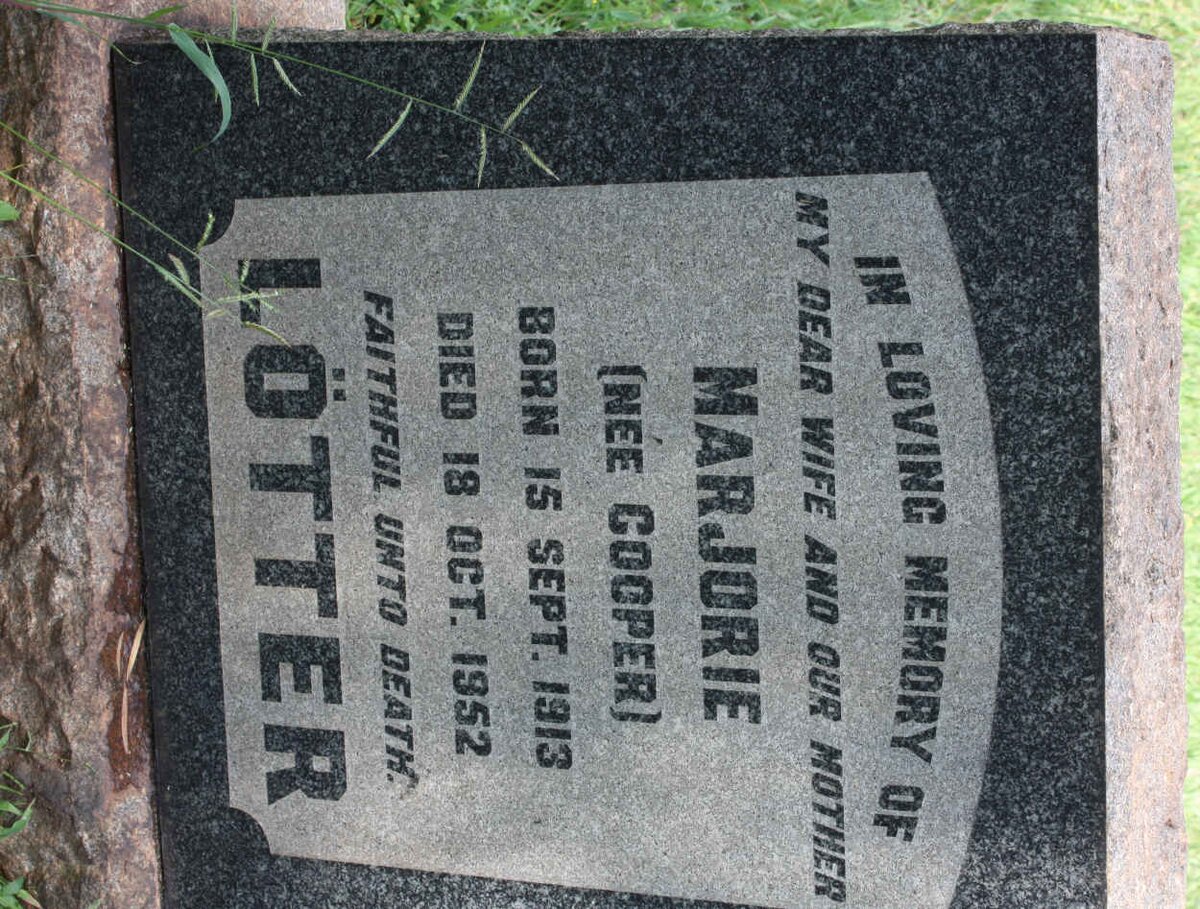 IN LOVING MEMORY OF
MY DEAR WIFE AND OUR MOTHER
MARJORIE
(NÉE COOPER)
BORN 15 SEPT. 1913
DIED 18 OCT. 1952
FAITHFUL UNTO DEATH.
LÖTTER